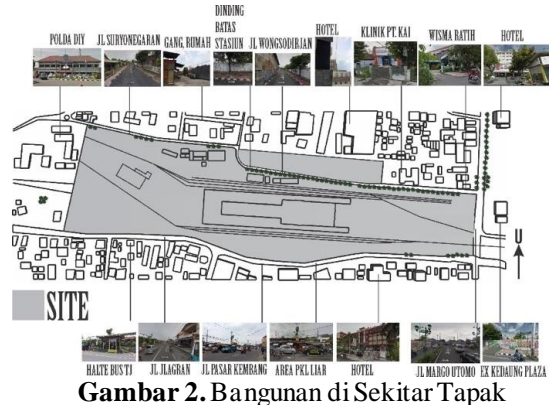 POLDA DIY
JL SURYONEGARAN
GANG, RUMAH
DINDING
BATAS
STASIUN
JL WONGSODIRJAN
HOTEL
KLINIK PT. KAI
WISMA RATIH
HOTEL
U
SITE
HALTE BUS TJ
JL JLAGRAN
JL PASAR KEMBANG
AREA PKL LIAR
HOTEL
JL MARGO UTOMO
EX KEDAUNG PLAZA
Gambar 2. Bangunan di Sekitar Tapak